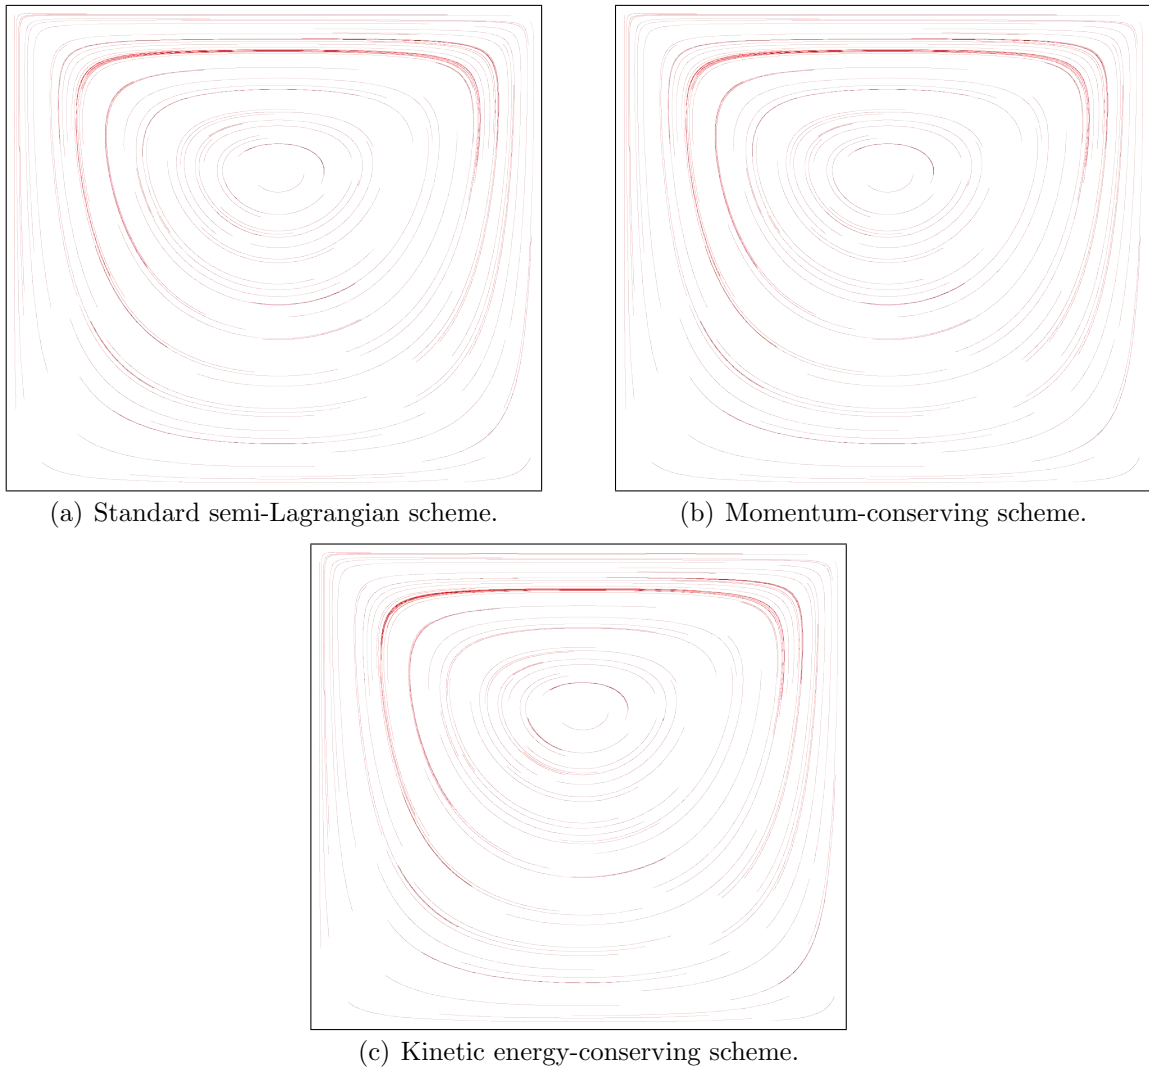 (a) Standard semi-Lagrangian scheme.
(b) Momentum-conserving scheme.
(c) Kinetic energy-conserving scheme.